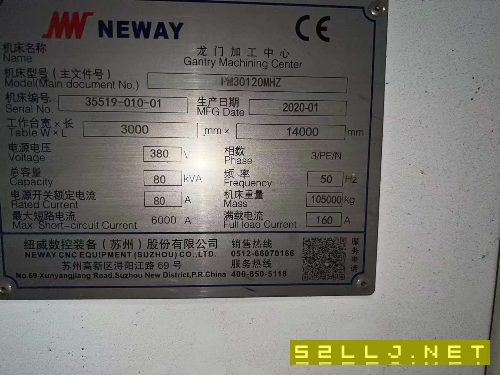 NEWAY CE
机床名称 龙门加工中心
Name Gantry Machining Center
机床型号(主文件号) PM30120MHZ
Model(Main document No.)
机床编号 35519-010-01 生产日期 2020-01
Serial No. MFG Date
工作台宽×长 3000 mm× 14000 mm
Table W×L
电源电压 380 V 相数 3/PE/N
Voltage Phase
总容量 80 kVA 频率 50 Hz
Capacity Frequency
电源开关额定电流 80 A 机床重量 105000 kg
Rated Current Mass
最大短路电流 6000 A 满载电流 160 A
Max. Short-circuit Current Full load Current
纽威数控装备(苏州)股份有限公司 销售热线
NEWAY CNC EQUIPMENT (SUZHOU) CO.,LTD. 0512-66070166
苏州高新区浔阳江路69号 服务热线
No.69 Xunyangjiang Road,Suzhou New District,P.R.China 400-850-5118
服务申请
52LLJ.NET